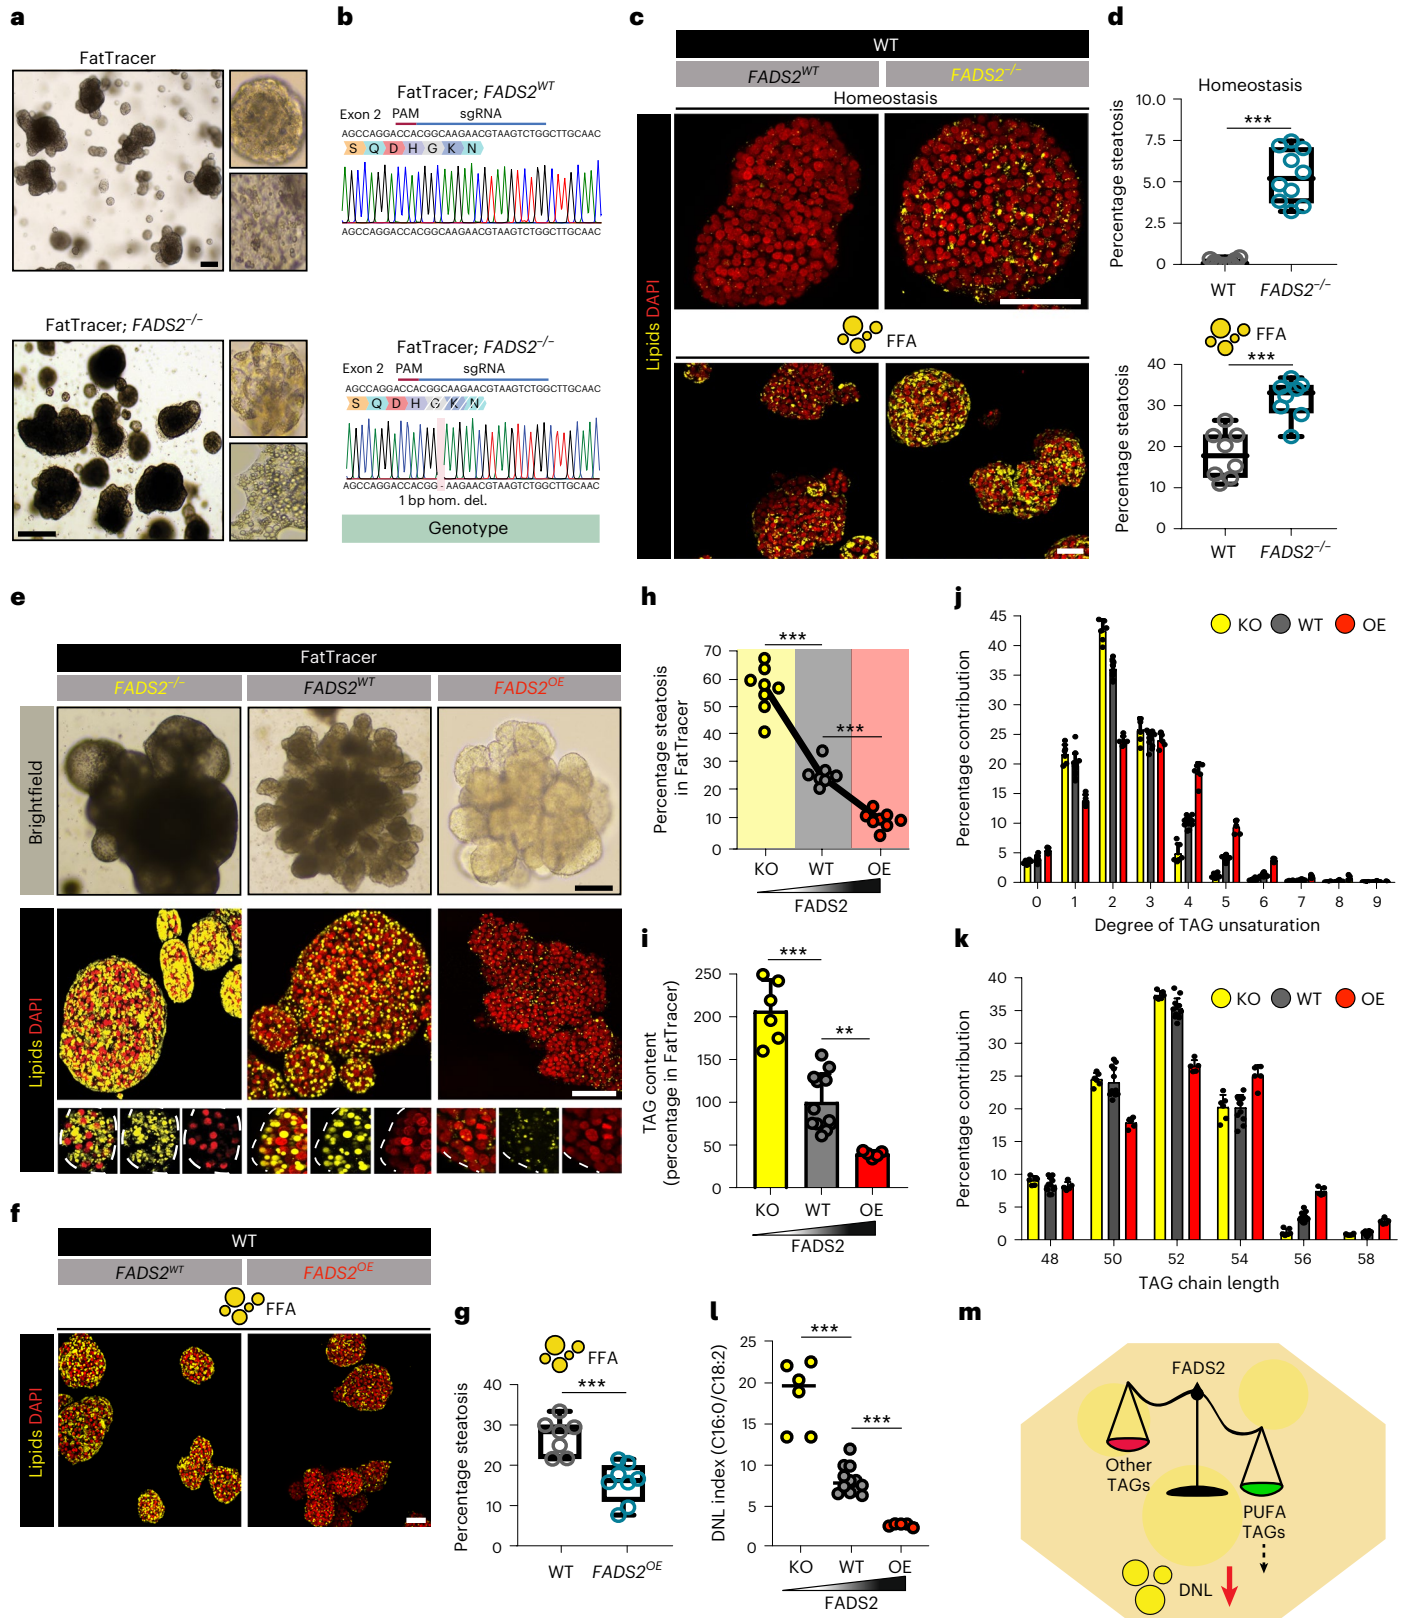 a
FatTracer
FatTracer; FADS2−/−
b
FatTracer; FADS2WT
Exon 2 PAM sgRNA
AGCCAGGACCACGGCAAGAACGTAAGTCTGGCTTGCAAC
S Q D H G K N
AGCCAGGACCACGGCAAGAACGTAAGTCTGGCTTGCAAC
FatTracer; FADS2−/−
Exon 2 PAM sgRNA
AGCCAGGACCACGGCAAGAACGTAAGTCTGGCTTGCAAC
S Q D H G K N
AGCCAGGACCACGG-AAGAACGTAAGTCTGGCTTGCAAC
1 bp hom. del.
Genotype
c
WT
FADS2WT FADS2−/−
Homeostasis
FFA
Lipids DAPI
d
Homeostasis
Percentage steatosis
10.0
7.5
5.0
2.5
0
***
WT FADS2−/−
FFA
Percentage steatosis
40
30
20
10
0
***
WT FADS2−/−
e
FatTracer
FADS2−/− FADS2WT FADS2OE
Brightfield
Lipids DAPI
f
WT
FADS2WT FADS2OE
FFA
Lipids DAPI
g
FFA
Percentage steatosis
40
30
20
10
0
***
WT FADS2OE
h
Percentage steatosis
in FatTracer
70
60
50
40
30
20
10
0
***
***
KO WT OE
FADS2
i
TAG content
(percentage in FatTracer)
250
200
150
100
50
0
***
**
KO WT OE
FADS2
j
Percentage contribution
45
40
35
30
25
20
15
10
5
0
KO WT OE
0 1 2 3 4 5 6 7 8 9
Degree of TAG unsaturation
k
Percentage contribution
40
35
30
25
20
15
10
5
0
KO WT OE
48 50 52 54 56 58
TAG chain length
l
DNL index (C16:0/C18:2)
25
20
15
10
5
0
***
***
KO WT OE
FADS2
m
FADS2
Other
TAGs
PUFA
TAGs
DNL